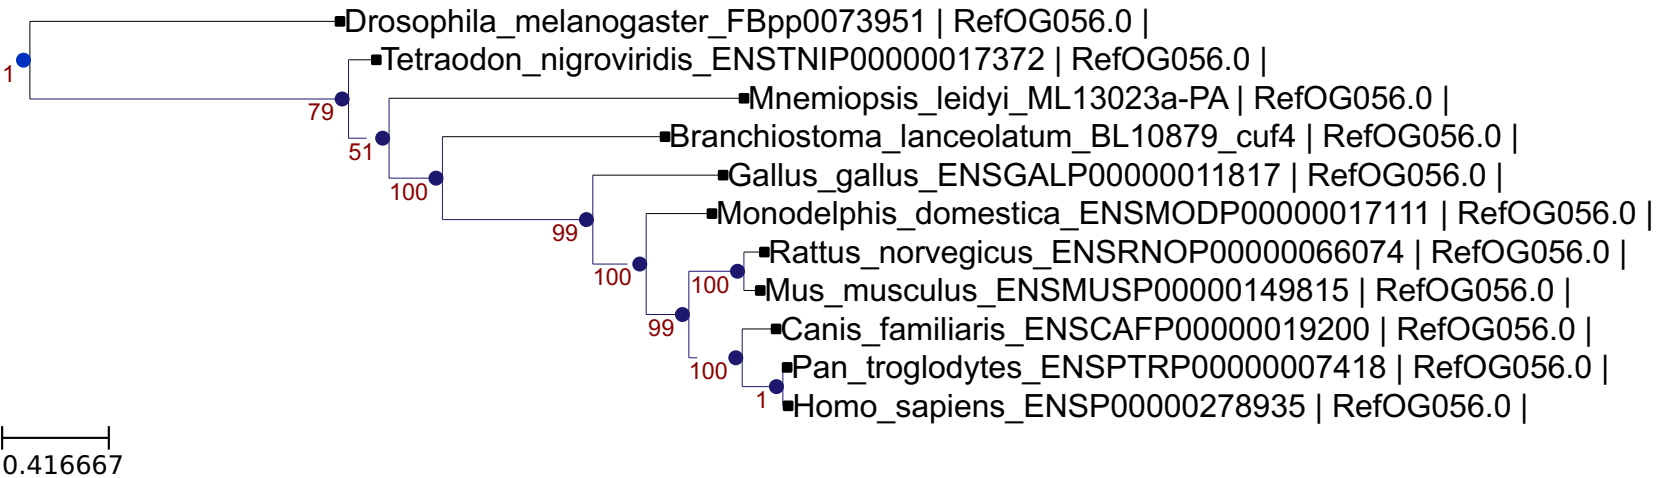 Drosophila_melanogaster_FBpp0073951 | RefOG056.0 |
1
Tetraodon_nigroviridis_ENSTNIP00000017372 | RefOG056.0 |
79
Mnemiopsis_leidyi_ML13023a-PA | RefOG056.0 |
51
Branchiostoma_lanceolatum_BL10879_cuf4 | RefOG056.0 |
100
Gallus_gallus_ENSGALP00000011817 | RefOG056.0 |
99
Monodelphis_domestica_ENSMODP00000017111 | RefOG056.0 |
100
Rattus_norvegicus_ENSRNOP00000066074 | RefOG056.0 |
100
Mus_musculus_ENSMUSP00000149815 | RefOG056.0 |
99
Canis_familiaris_ENSCAFP00000019200 | RefOG056.0 |
100
Pan_troglodytes_ENSPTRP00000007418 | RefOG056.0 |
1
Homo_sapiens_ENSP00000278935 | RefOG056.0 |
0.416667